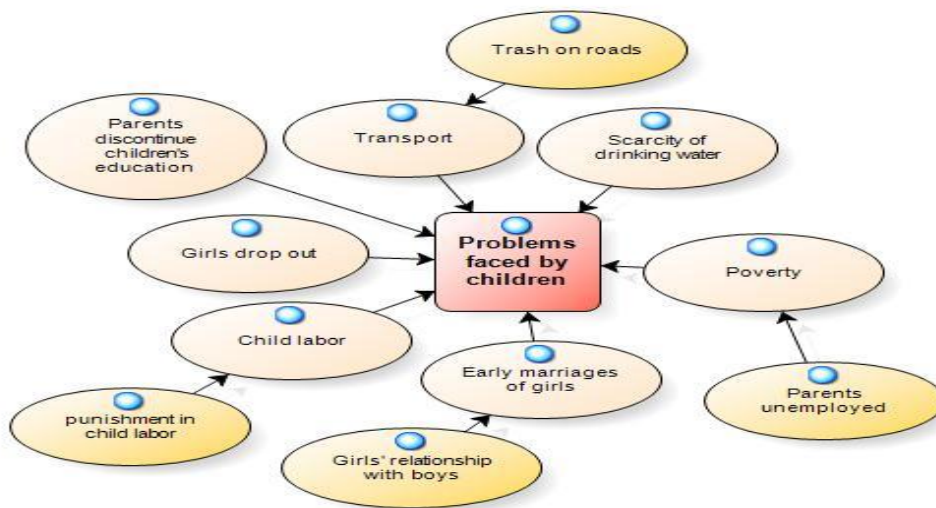 Trash on roads
Parents
discontinue
children's
education
Transport
Scarcity of
drinking water
Girls drop out
Problems
faced by
children
Poverty
Child labor
Early marriages
of girls
Parents
unemployed
punishment in
child labor
Girls' relationship
with boys